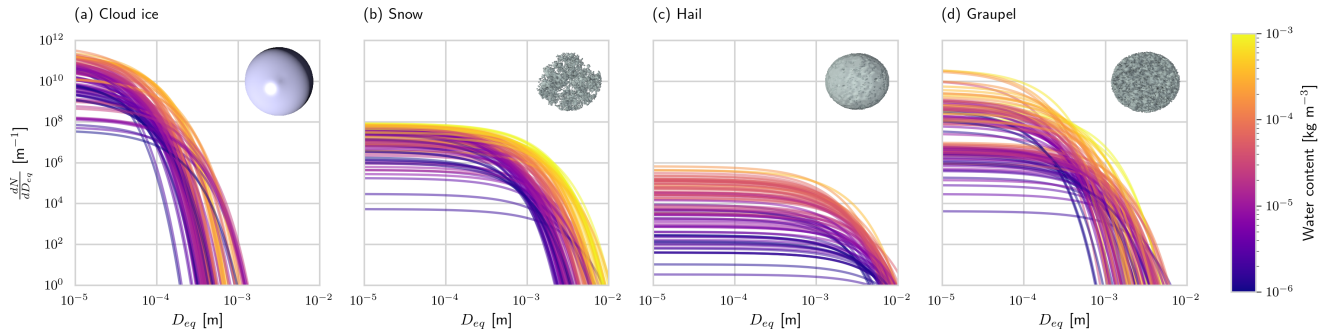 (a) Cloud ice
(b) Snow
(c) Hail
(d) Graupel
10^12
10^10
10^8
10^6
10^4
10^2
10^0
dN/dD_eq [m^−1]
10^−5 10^−4 10^−3 10^−2
D_eq [m]
10^−5 10^−4 10^−3 10^−2
D_eq [m]
10^−5 10^−4 10^−3 10^−2
D_eq [m]
10^−5 10^−4 10^−3 10^−2
D_eq [m]
10^−3
10^−4
10^−5
10^−6
Water content [kg m^−3]